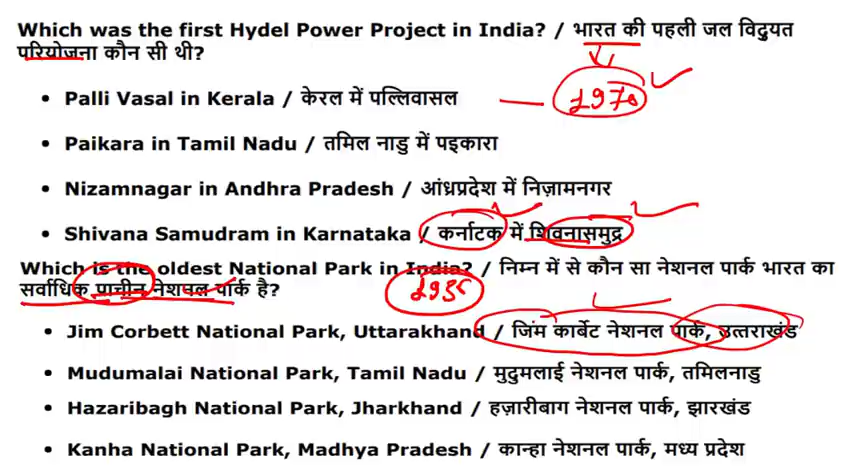 Which was the first Hydel Power Project in India? / भारत की पहली जल विद्युयत
परियोजना कौन सी थी?
• Palli Vasal in Kerala / केरल में पल्लिवासल
1970
• Paikara in Tamil Nadu / तमिल नाडु में पइकारा
• Nizamnagar in Andhra Pradesh / आंध्रप्रदेश में निज़ामनगर
• Shivana Samudram in Karnataka / कर्नाटक में शिवनासमुद्र
Which is the oldest National Park in India? / निम्न में से कौन सा नेशनल पार्क भारत का
सर्वाधिक प्राचीन नेशनल पार्क है?
• Jim Corbett National Park, Uttarakhand / जिम कार्बेट नेशनल पार्क, उत्तराखंड
• Mudumalai National Park, Tamil Nadu / मुदुमलाई नेशनल पार्क, तमिलनाडु
• Hazaribagh National Park, Jharkhand / हज़ारीबाग नेशनल पार्क, झारखंड
• Kanha National Park, Madhya Pradesh / कान्हा नेशनल पार्क, मध्य प्रदेश